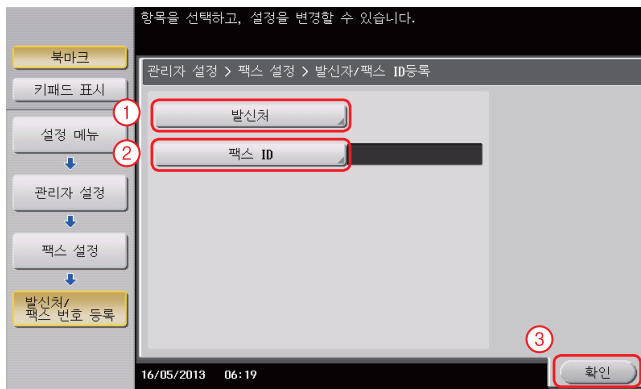 항목을 선택하고, 설정을 변경할 수 있습니다.
북마크
키패드 표시
관리자 설정 > 팩스 설정 > 발신자/팩스 ID등록
1
발신처
설정 메뉴
2
팩스 ID
관리자 설정
팩스 설정
발신처/
팩스 번호 등록
3
16/05/2013 06:19
확인